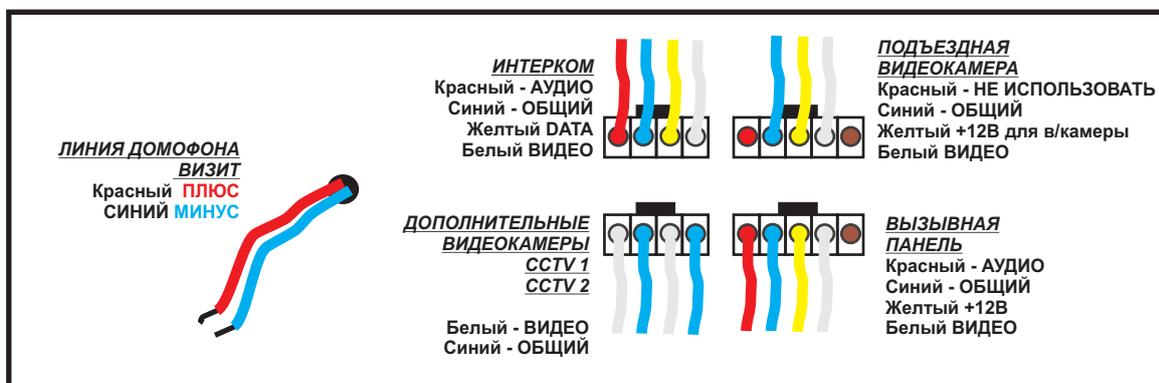 ЛИНИЯ ДОМОФОНА
ВИЗИТ
Красный ПЛЮС
СИНИЙ МИНУС
ИНТЕРКОМ
Красный - АУДИО
Синий - ОБЩИЙ
Желтый DATA
Белый ВИДЕО
ПОДЪЕЗДНАЯ
ВИДЕОКАМЕРА
Красный - НЕ ИСПОЛЬЗОВАТЬ
Синий - ОБЩИЙ
Желтый +12В для в/камеры
Белый ВИДЕО
ДОПОЛНИТЕЛЬНЫЕ
ВИДЕОКАМЕРЫ
CCTV 1
CCTV 2
Белый - ВИДЕО
Синий - ОБЩИЙ
ВЫЗЫВНАЯ
ПАНЕЛЬ
Красный - АУДИО
Синий - ОБЩИЙ
Желтый +12В
Белый ВИДЕО